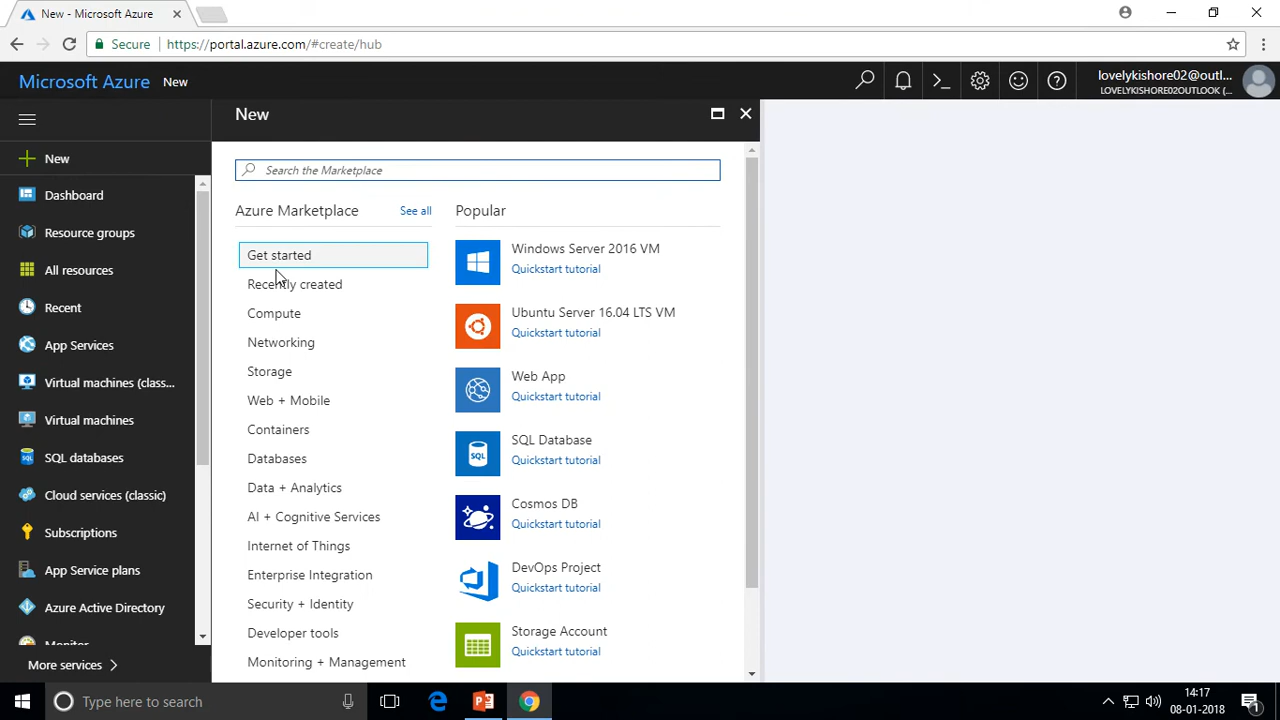 New - Microsoft Azure
Secure
https://portal.azure.com/#create/hub
Microsoft Azure
New
lovelykishore02@outl...
LOVELYKISHORE02OUTLOOK (...
New
Dashboard
Resource groups
All resources
Recent
App Services
Virtual machines (class...
Virtual machines
SQL databases
Cloud services (classic)
Subscriptions
App Service plans
Azure Active Directory
Monitor
More services
New
Search the Marketplace
Azure Marketplace
See all
Get started
Recently created
Compute
Networking
Storage
Web + Mobile
Containers
Databases
Data + Analytics
AI + Cognitive Services
Internet of Things
Enterprise Integration
Security + Identity
Developer tools
Monitoring + Management
Popular
Windows Server 2016 VM
Quickstart tutorial
Ubuntu Server 16.04 LTS VM
Quickstart tutorial
Web App
Quickstart tutorial
SQL
SQL Database
Quickstart tutorial
Cosmos DB
Quickstart tutorial
DevOps Project
Quickstart tutorial
Storage Account
Quickstart tutorial
Type here to search
14:17
08-01-2018
1